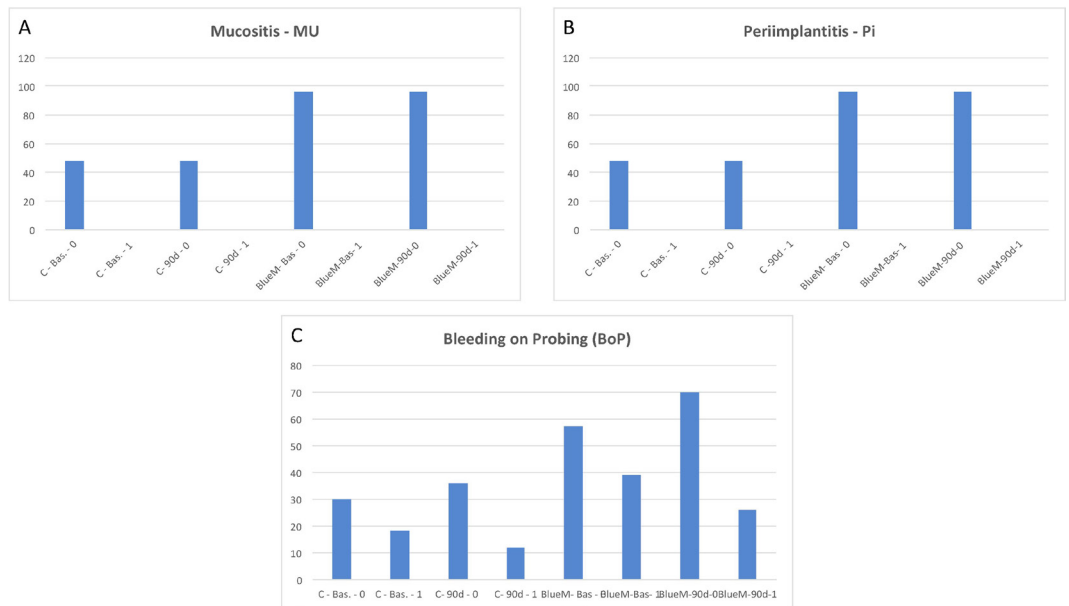 A
Mucositis - MU
120
100
80
60
40
20
0
C - Bas. - 0
C - Bas. - 1
C - 90d - 0
C - 90d - 1
BlueM- Bas - 0
BlueM-Bas- 1
BlueM-90d-0
BlueM-90d-1
B
Periimplantitis - Pi
120
100
80
60
40
20
0
C - Bas. - 0
C - Bas. - 1
C -90d - 0
C -90d - 1
BlueM- Bas - 0
BlueM-Bas- 1
BlueM-90d-0
BlueM-90d-1
C
Bleeding on Probing (BoP)
80
70
60
50
40
30
20
10
0
C - Bas. - 0 C - Bas. - 1 C- 90d - 0 C- 90d - 1 BlueM- Bas - 0 BlueM-Bas- 1 BlueM-90d-0 BlueM-90d-1